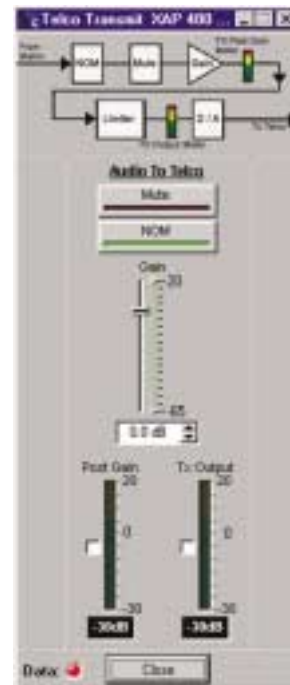 Telco Transmit XAP 400 ...
From Matrix
NOM
Mute
Gain
TX Post Gain Meter
Limiter
D / A
To Telco
TX Output Meter
Audio To Telco
Mute
NOM
Gain
20
-65
0.0 dB
Post Gain
Tx Output
20
20
0
0
-30
-30
-30dB
-30dB
Data:
Close